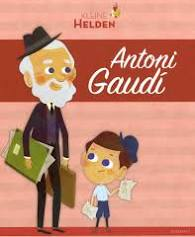 KLEINE
HELDEN
Antoni
Gaudí